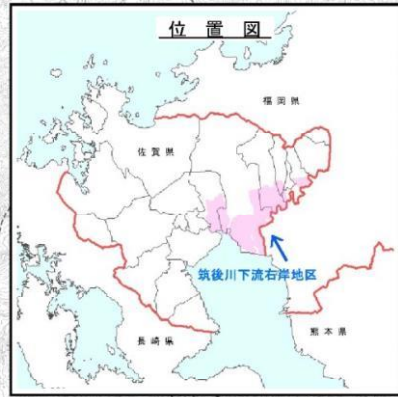 位置図
福岡県
佐賀県
筑後川下流右岸地区
長崎県
熊本県